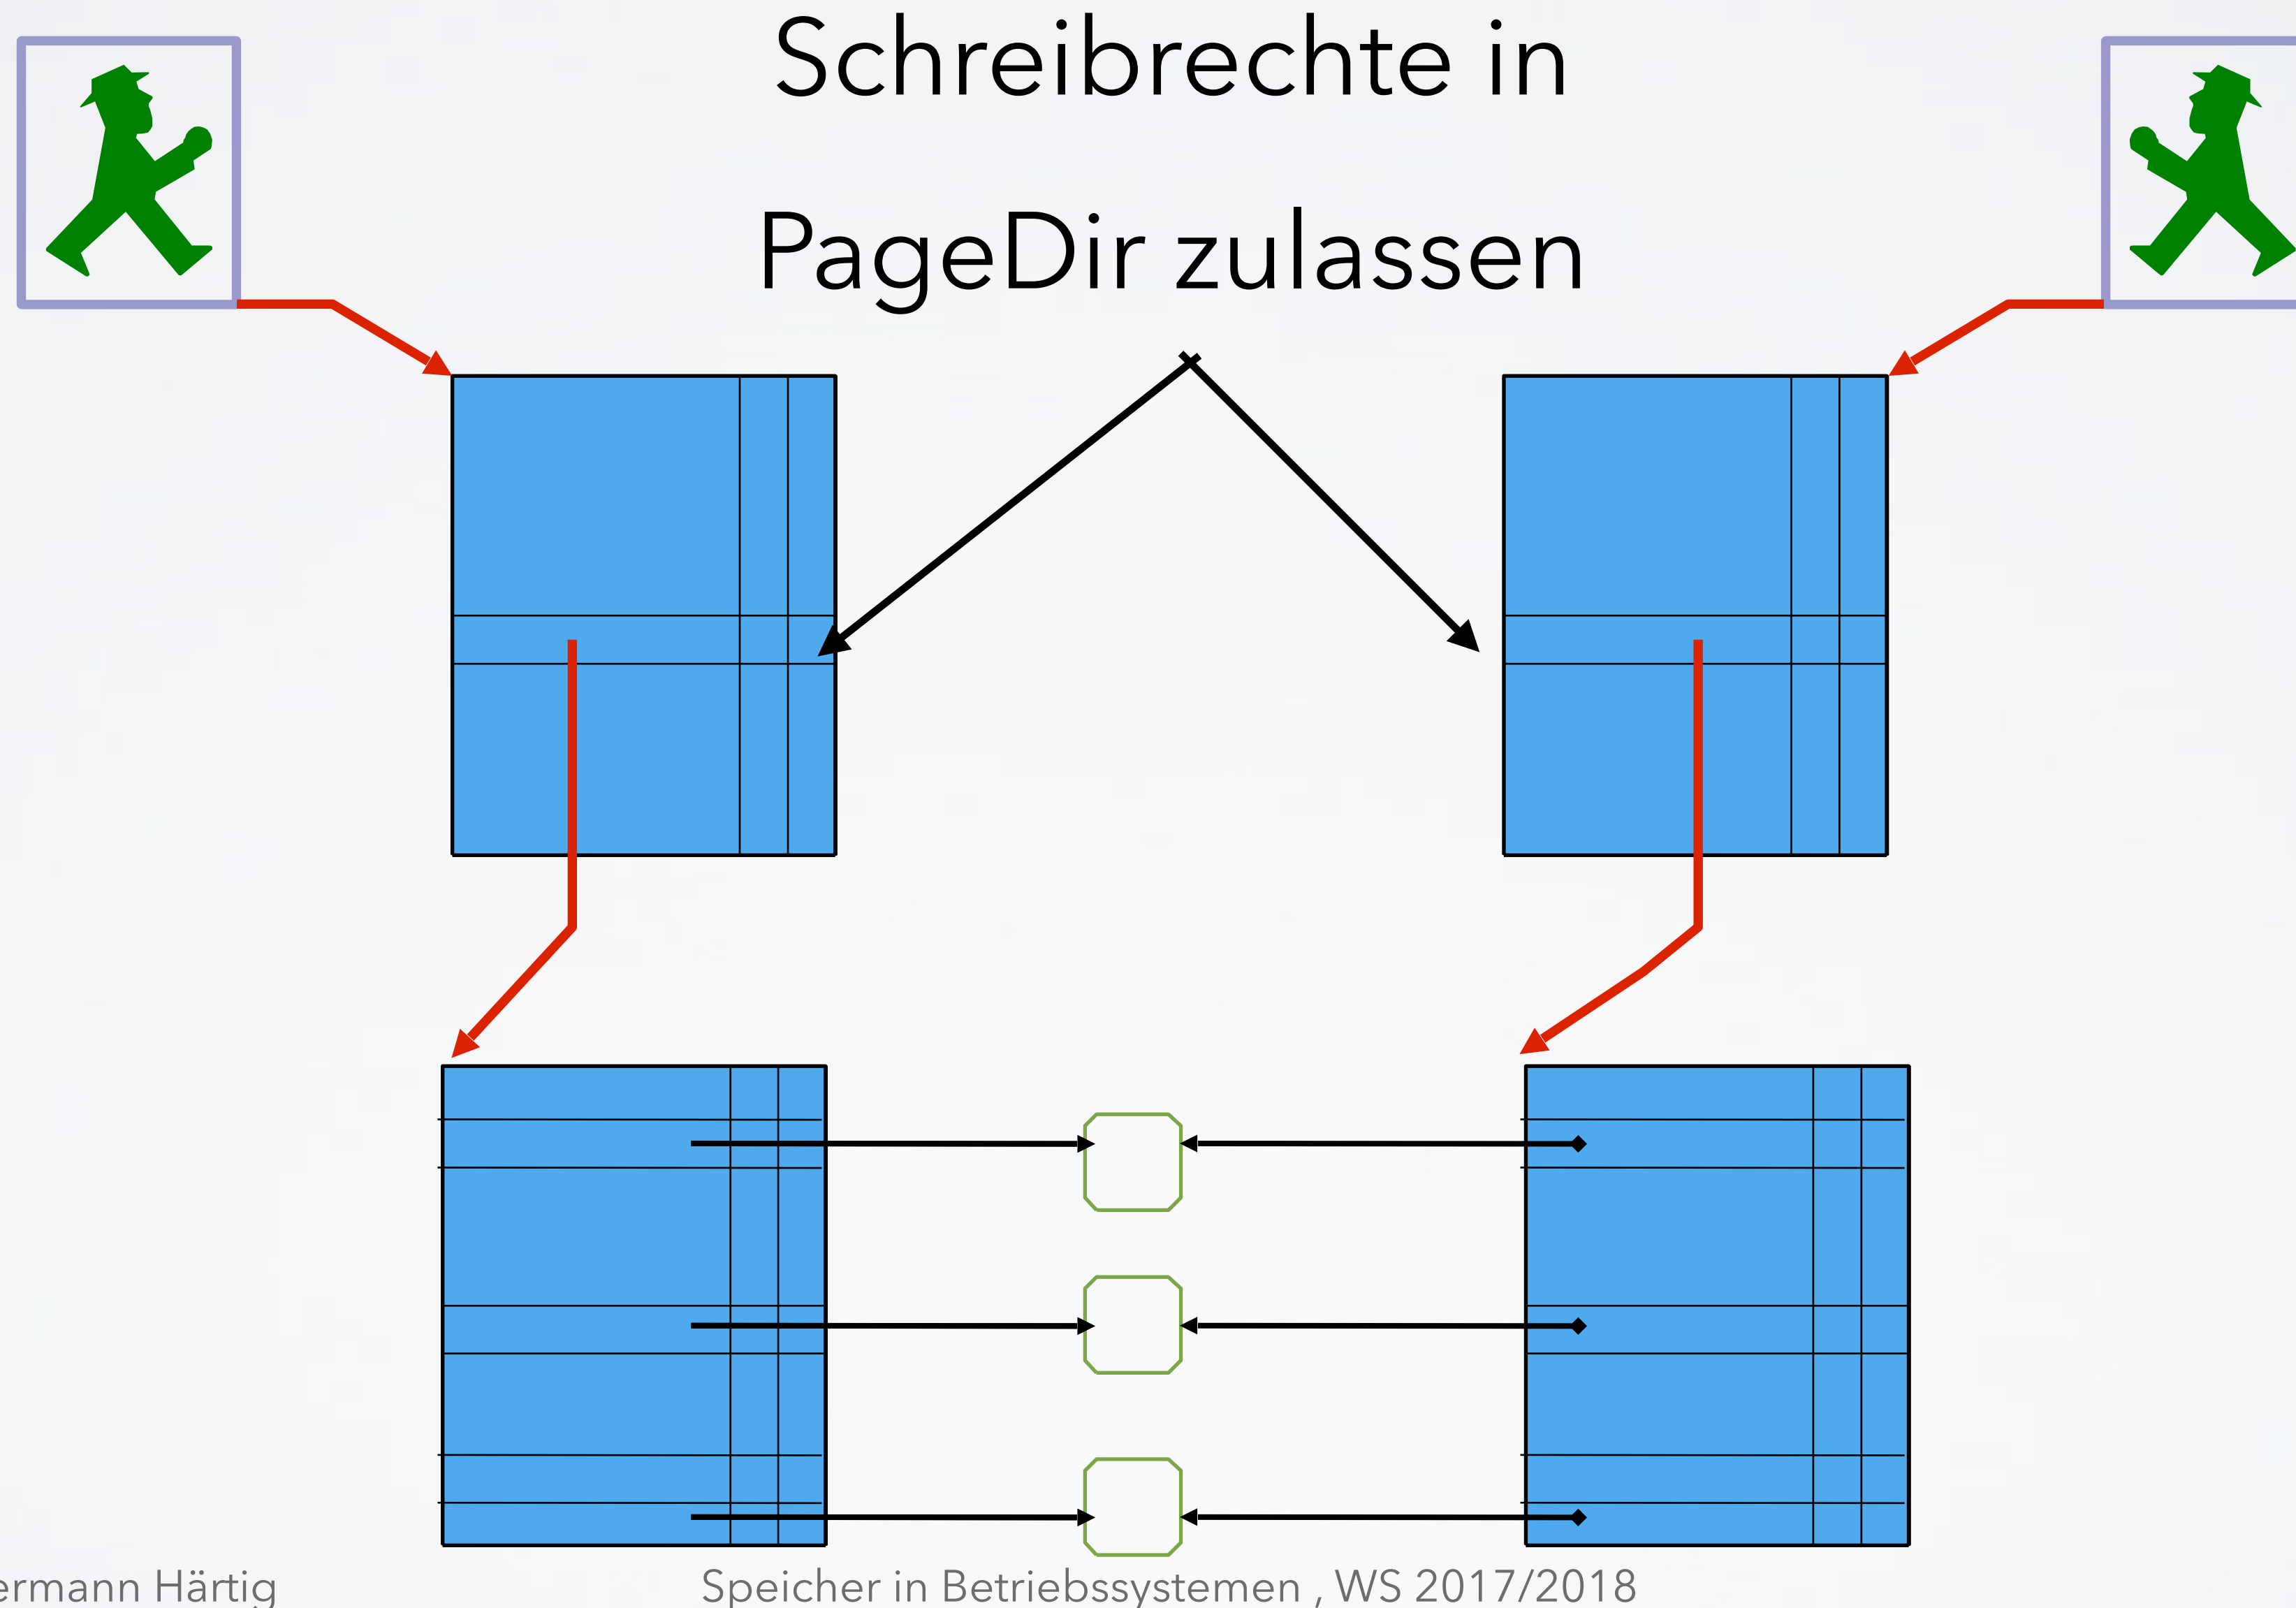 Schreibrechte in
PageDir zulassen
ermann Härtig
Speicher in Betriebssystemen , WS 2017/2018